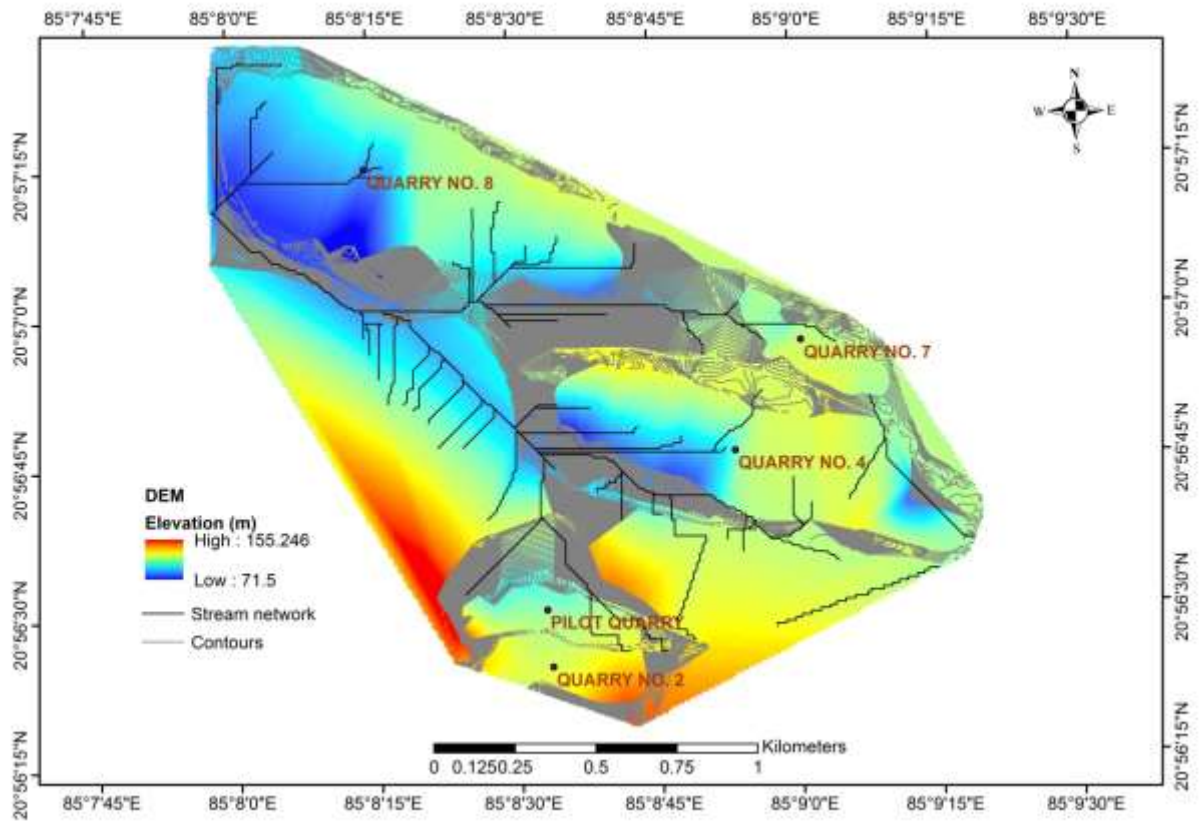 85°7'45"E 85°8'0"E 85°8'15"E 85°8'30"E 85°8'45"E 85°9'0"E 85°9'15"E 85°9'30"E
N
W E
S
20°57'15"N
20°57'15"N
QUARRY NO. 8
20°57'0"N
20°57'0"N
QUARRY NO. 7
20°56'45"N
20°56'45"N
QUARRY NO. 4
DEM
Elevation (m)
High : 155.246
Low : 71.5
Stream network
Contours
20°56'30"N
20°56'30"N
PILOT QUARRY
QUARRY NO. 2
20°56'15"N
20°56'15"N
Kilometers
0 0.125 0.25 0.5 0.75 1
85°7'45"E 85°8'0"E 85°8'15"E 85°8'30"E 85°8'45"E 85°9'0"E 85°9'15"E 85°9'30"E